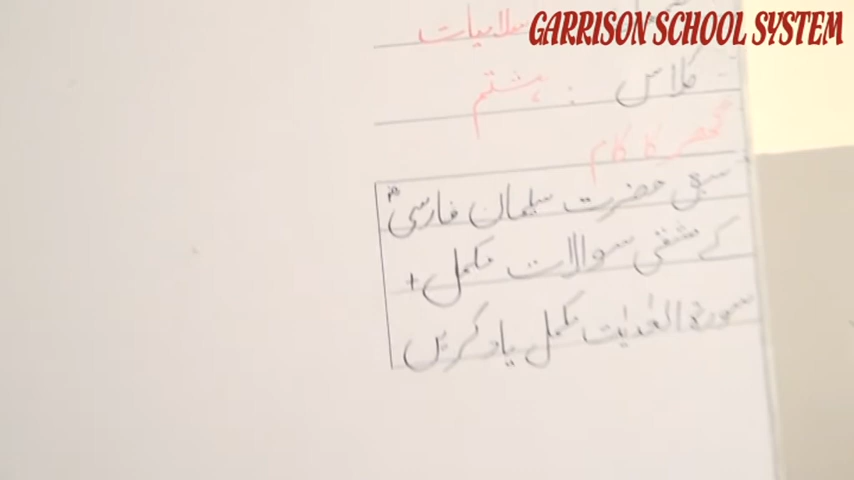 GARRISON SCHOOL SYSTEM
اسلامیات
کلاس : ہشتم
گھر کا کام
سبق حضرت سلمان فارسیؓ
کے مشقی سوالات مکمل +
سورۃ العٰدیٰت مکمل یاد کریں